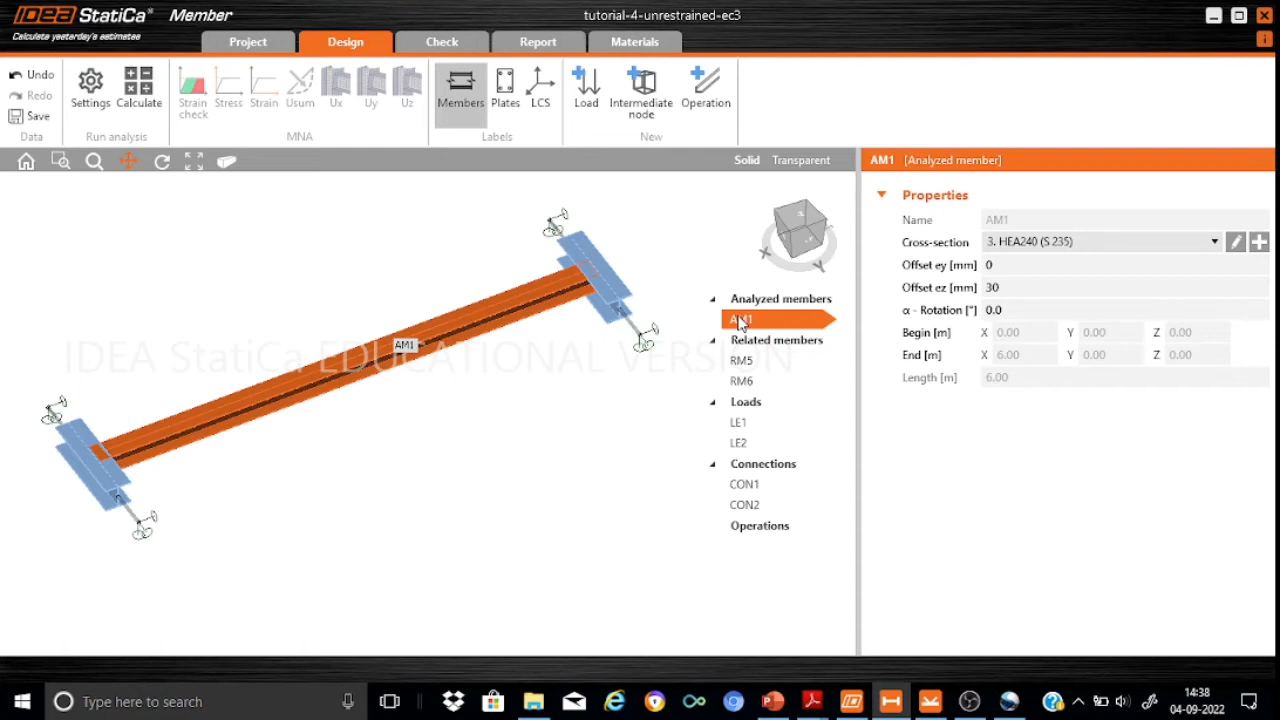 IDEA StatiCa® Member
Calculate yesterday's estimates
tutorial-4-unrestrained-ec3
Project
Design
Check
Report
Materials
Undo
Redo
Save
Data
Settings
Calculate
Run analysis
Strain check
Stress
Strain
Usum
Ux
Uy
Uz
MNA
Members
Plates
LCS
Labels
Load
Intermediate node
Operation
New
Solid
Transparent
AM1
IDEA StatiCa EDUCATIONAL VERSION
X
Y
Analyzed members
AM1
Related members
RM5
RM6
Loads
LE1
LE2
Connections
CON1
CON2
Operations
AM1 [Analyzed member]
Properties
Name AM1
Cross-section 3. HEA240 (S 235)
Offset ey [mm] 0
Offset ez [mm] 30
α - Rotation [°] 0.0
Begin [m] X 0.00 Y 0.00 Z 0.00
End [m] X 6.00 Y 0.00 Z 0.00
Length [m] 6.00
Type here to search
14:38
04-09-2022